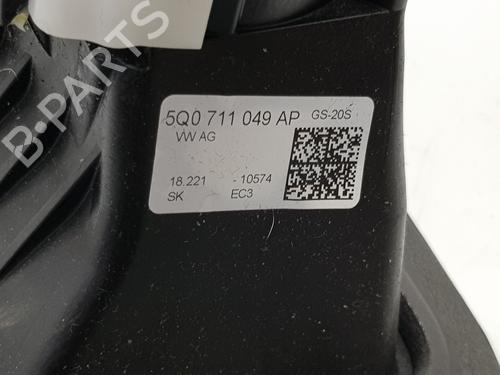 5Q0 711 049 AP GS-20S
VW AG
18.221 -10574
SK EC3
B-PARTS